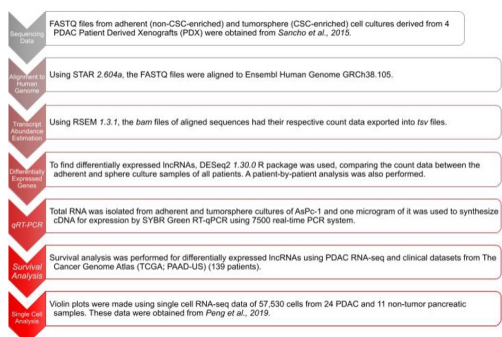 Sequencing
Data
FASTQ files from adherent (non-CSC-enriched) and tumorsphere (CSC-enriched) cell cultures derived from 4
PDAC Patient Derived Xenografts (PDX) were obtained from Sancho et al., 2015.
Alignment to
Human
Genome
Using STAR 2.604a, the FASTQ files were aligned to Ensembl Human Genome GRCh38.105.
Transcript
Abundance
Estimation
Using RSEM 1.3.1, the bam files of aligned sequences had their respective count data exported into tsv files.
Differentially
Expressed
Genes
To find differentially expressed lncRNAs, DESeq2 1.30.0 R package was used, comparing the count data between the
adherent and sphere culture samples of all patients. A patient-by-patient analysis was also performed.
qRT-PCR
Total RNA was isolated from adherent and tumorsphere cultures of AsPc-1 and one microgram of it was used to synthesize
cDNA for expression by SYBR Green RT-qPCR using 7500 real-time PCR system.
Survival
Analysis
Survival analysis was performed for differentially expressed lncRNAs using PDAC RNA-seq and clinical datasets from The
Cancer Genome Atlas (TCGA; PAAD-US) (139 patients).
Single Cell
Analysis
Violin plots were made using single cell RNA-seq data of 57,530 cells from 24 PDAC and 11 non-tumor pancreatic
samples. These data were obtained from Peng et al., 2019.